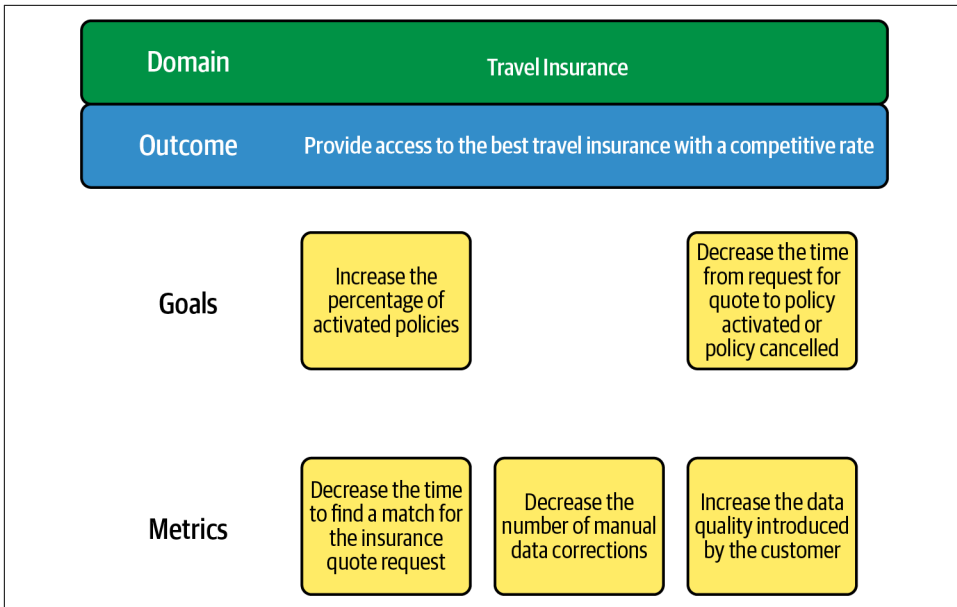 Domain
Travel Insurance
Outcome
Provide access to the best travel insurance with a competitive rate
Goals
Increase the
percentage of
activated policies
Decrease the time
from request for
quote to policy
activated or
policy cancelled
Metrics
Decrease the time
to find a match for
the insurance
quote request
Decrease the
number of manual
data corrections
Increase the data
quality introduced
by the customer